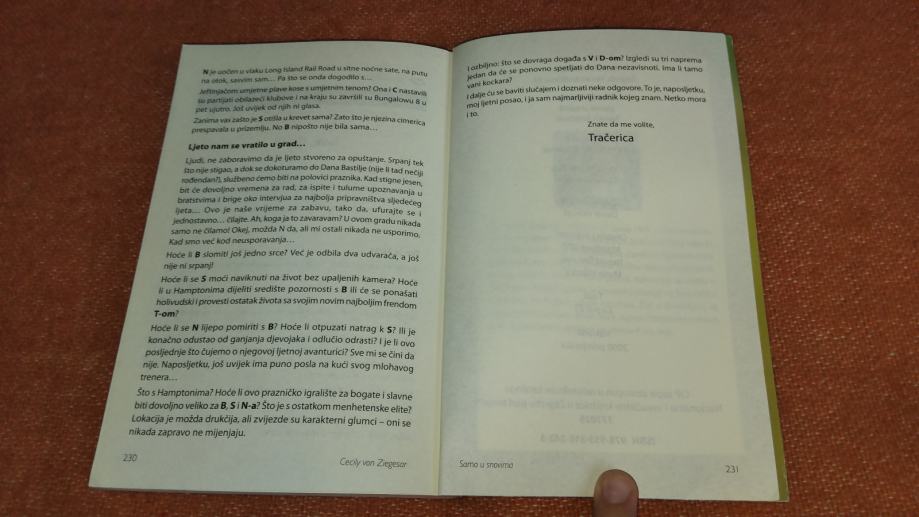 N je uočen u vlaku Long Island Rail Road u sitne noćne sate, na putu
na otok, sasvim sam… Pa što se onda dogodilo s…
Jeftinjačom umjetne plave kose s umjetnim tenom? Ona i C nastavili
su partijati obilazeći klubove i na kraju su završili su Bungalowu 8 u
pet ujutro. Još uvijek od njih ni glasa.
Zanima vas zašto je S otišla u krevet sama? Zato što je njezina cimerica
prespavala u prizemlju. No B nipošto nije bila sama…
Ljeto nam se vratilo u grad…
Ljudi, ne zaboravimo da je ljeto stvoreno za opuštanje. Srpanj tek
što nije stigao, a dok se dokoturamo do Dana Bastilje (nije li tad nečiji
rođendan?), službeno ćemo biti na polovici praznika. Kad stigne jesen,
bit će dovoljno vremena za rad, za ispite i tulume upoznavanja u
bratstvima i brige oko intervjua za najbolja pripravništva sljedećeg
ljeta.… Ovo je naše vrijeme za zabavu, tako da, ufurajte se i
jednostavno… čilajte. Ah, koga ja to zavaravam? U ovom gradu nikada
samo ne čilamo! Okej, možda N da, ali mi ostali nikada ne usporimo.
Kad smo već kod neusporavanja…
Hoće li B slomiti još jedno srce? Već je odbila dva udvarača, a još
nije ni srpanj!
Hoće li se S moći naviknuti na život bez upaljenih kamera? Hoće
li u Hamptonima dijeliti središte pozornosti s B ili će se ponašati
holivudski i provesti ostatak života sa svojim novim najboljim frendom
T-om?
Hoće li se N lijepo pomiriti s B? Hoće li otpuzati natrag k S? Ili je
konačno odustao od ganjanja djevojaka i odlučio odrasti? I je li ovo
posljednje što čujemo o njegovoj ljetnoj avanturici? Sve mi se čini da
nije. Naposljetku, još uvijek ima puno posla na kući svog mlohavog
trenera…
Što s Hamptonima? Hoće li ovo prazničko igralište za bogate i slavne
biti dovoljno veliko za B, S i N-a? Što je s ostatkom menhetenske elite?
Lokacija je možda drukčija, ali zvijezde su karakterni glumci – oni se
nikada zapravo ne mijenjaju.
230
Cecily von Ziegesar
I ozbiljno: što se dovraga događa s V i D-om? Izgledi su tri naprema
jedan da će se ponovno spetljati do Dana nezavisnosti. Ima li tamo
vani kockara?
I dalje ću se baviti slučajem i doznati neke odgovore. To je, naposljetku,
moj ljetni posao, i ja sam najmarljiviji radnik kojeg znam. Netko mora
i to.
Znate da me volite,
Tračerica
Samo u snovima
231